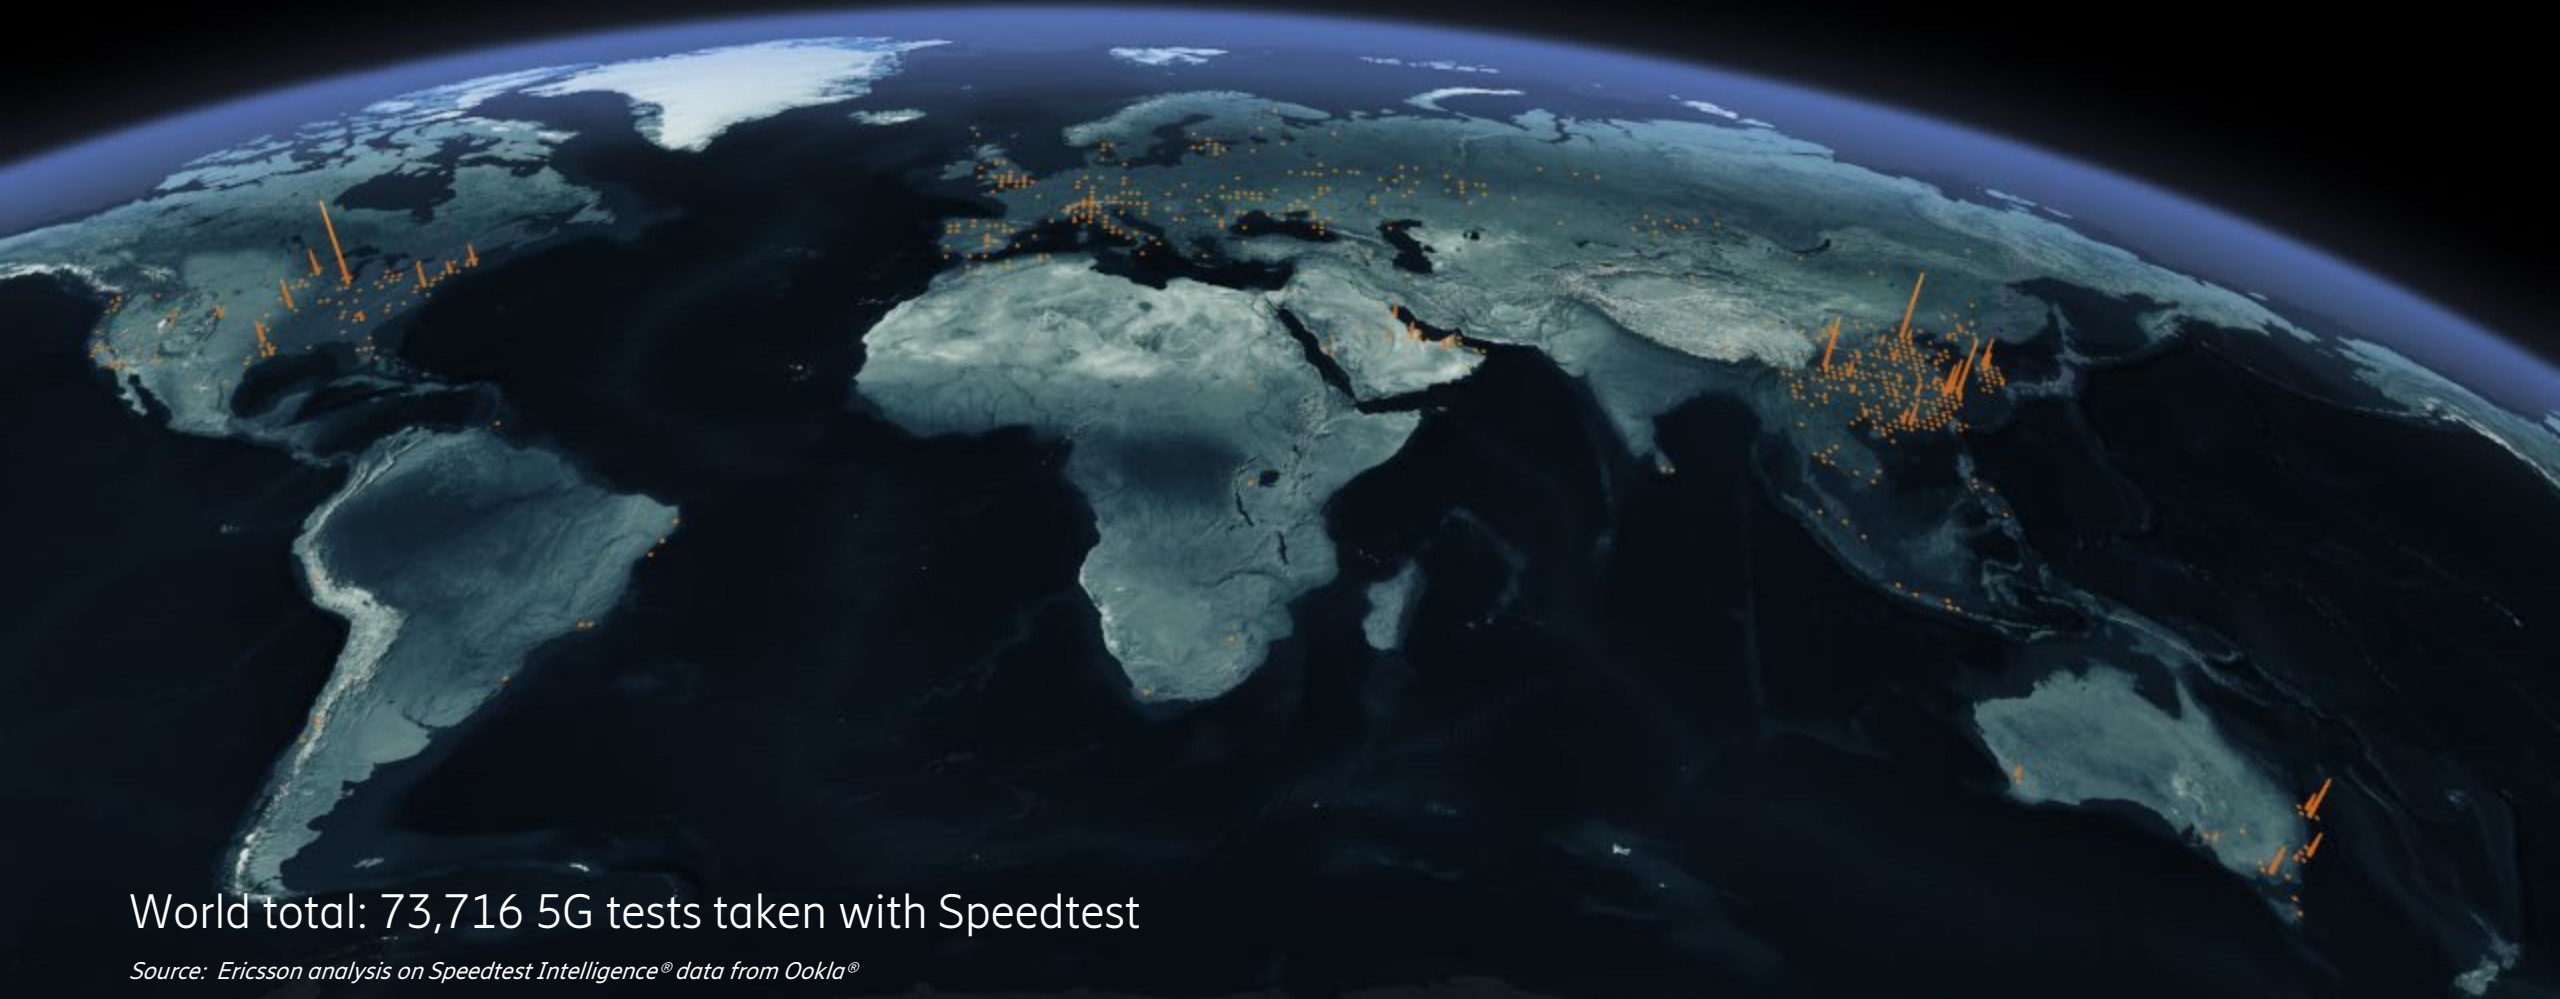 World total: 73,716 5G tests taken with Speedtest
Source: Ericsson analysis on Speedtest Intelligence® data from Ookla®